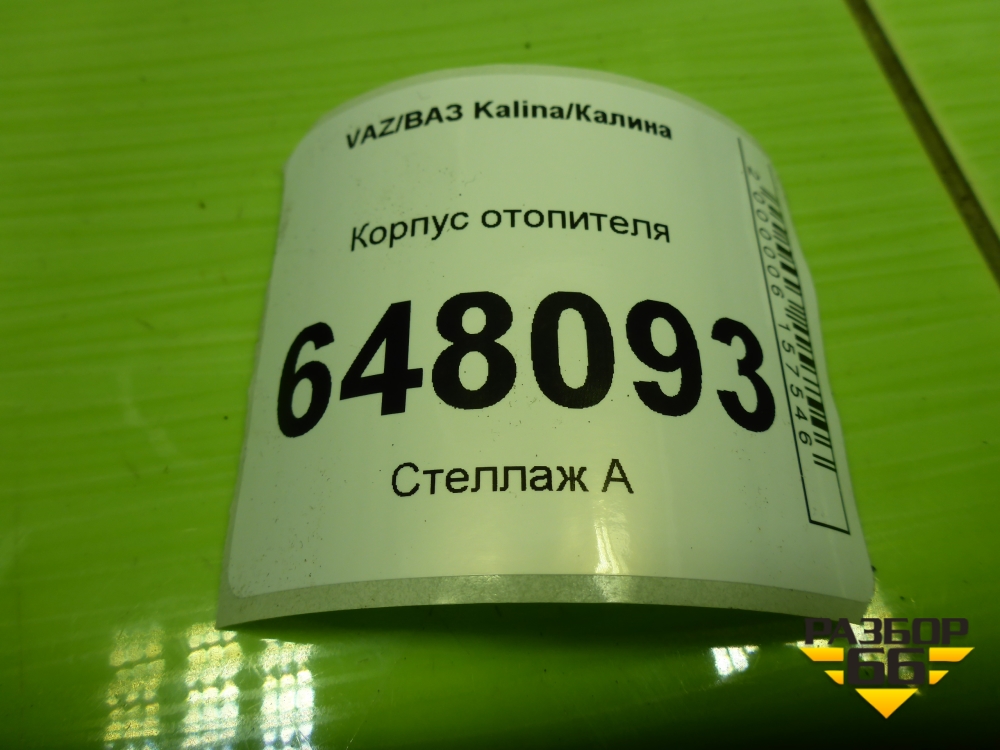 VAZ/ВАЗ Kalina/Калина
Корпус отопителя
648093
Стеллаж А
2000006157546
РАЗБОР
66